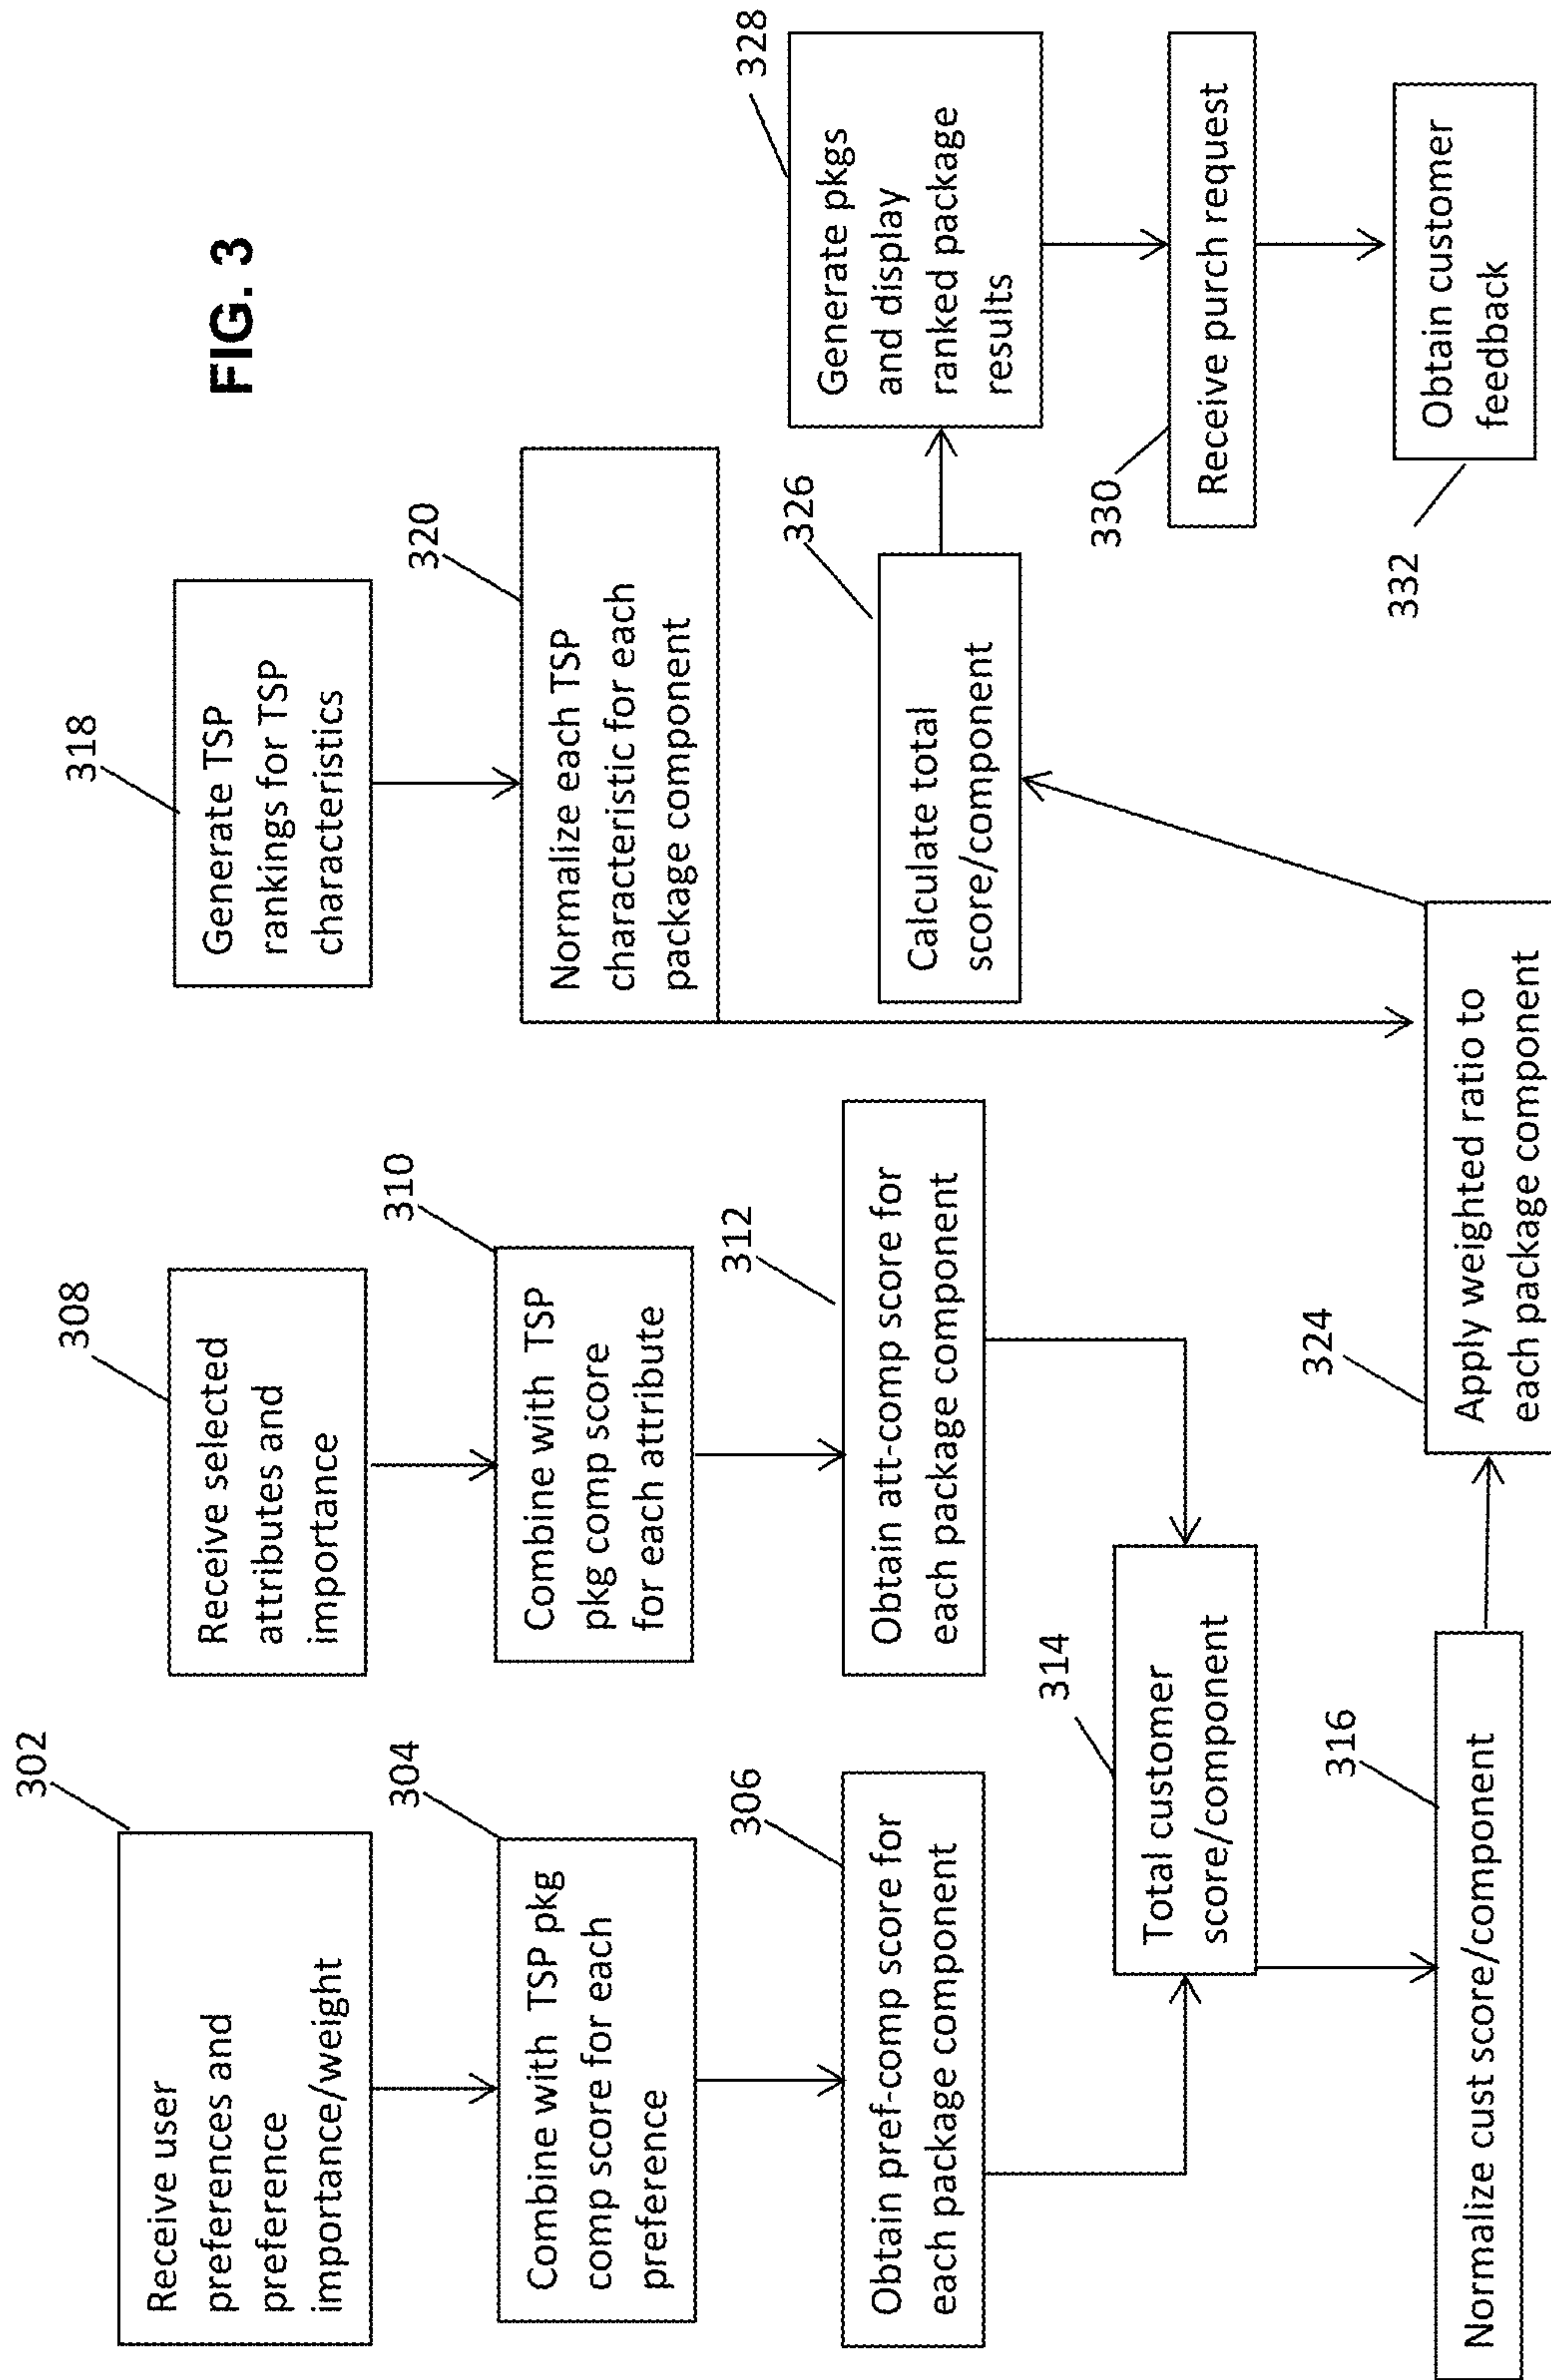 FIG. 3
302
Receive user
preferences and
preference
importance/weight
304
Combine with TSP pkg
comp score for each
preference
306
Obtain pref-comp score for
each package component
308
Receive selected
attributes and
importance
310
Combine with TSP
pkg comp score
for each attribute
312
Obtain att-comp score for
each package component
314
Total customer
score/component
316
Normalize cust score/component
318
Generate TSP
rankings for TSP
characteristics
320
Normalize each TSP
characteristic for each
package component
324
Apply weighted ratio to
each package component
326
Calculate total
score/component
328
Generate pkgs
and display
ranked package
results
330
Receive purch request
332
Obtain customer
feedback